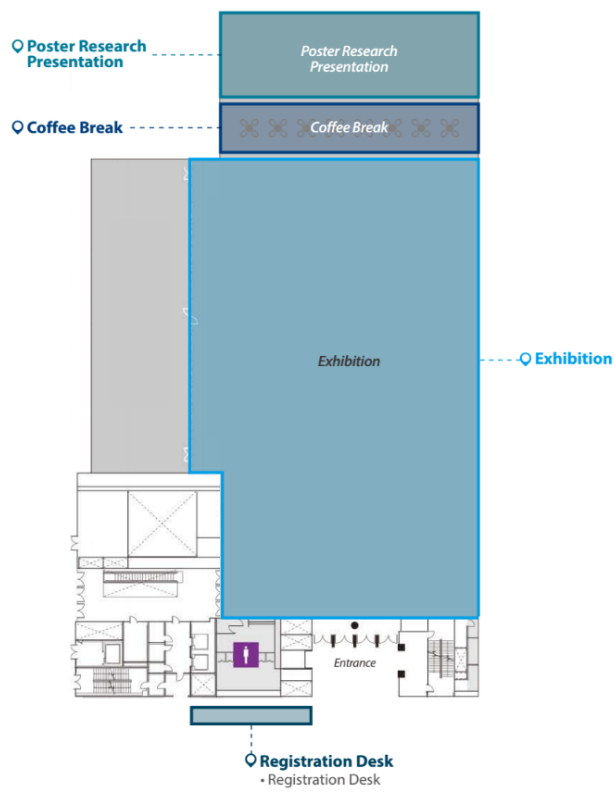 Poster Research
Presentation
Poster Research
Presentation
Coffee Break
Coffee Break
Exhibition
Exhibition
Entrance
Registration Desk
• Registration Desk